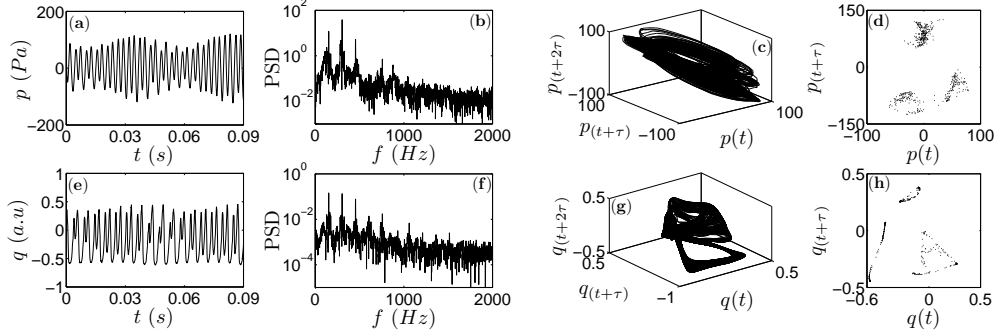 (a)
200
0
−200
p (Pa)
0 0.03 0.06 0.09
t (s)
(b)
10^2
10^0
10^−2
PSD
0 1000 2000
f (Hz)
(c)
100
−100
p(t+2τ)
100
−100
p(t+τ)
100
p(t)
(d)
150
0
−150
p(t+τ)
−100 0 100
p(t)
(e)
1
0.5
0
−0.5
−1
q (a.u)
0 0.03 0.06 0.09
t (s)
(f)
10^0
10^−2
10^−4
PSD
0 1000 2000
f (Hz)
(g)
0.5
−0.5
q(t+2τ)
0.5
−1
q(t+τ)
0.5
q(t)
(h)
0.5
0
−0.5
q(t+τ)
−0.6 0 0.5
q(t)